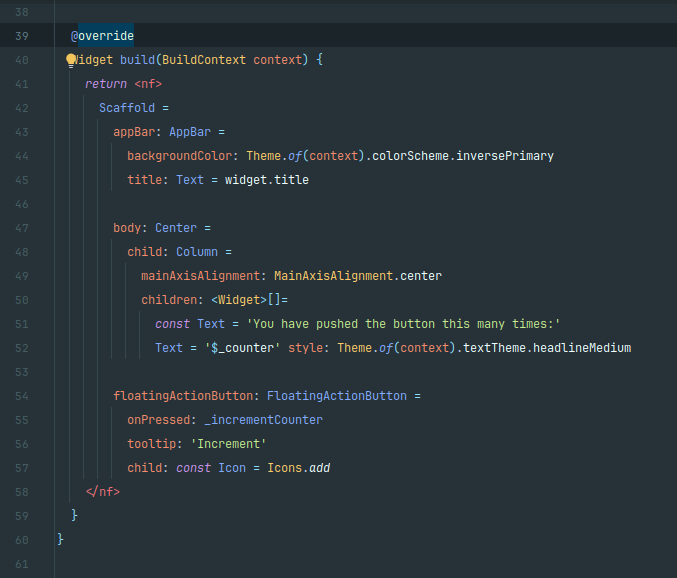 38
39 @override
40 Widget build(BuildContext context) {
41 return <nf>
42 Scaffold =
43 appBar: AppBar =
44 backgroundColor: Theme.of(context).colorScheme.inversePrimary
45 title: Text = widget.title
46
47 body: Center =
48 child: Column =
49 mainAxisAlignment: MainAxisAlignment.center
50 children: <Widget>[]=
51 const Text = 'You have pushed the button this many times:'
52 Text = '$_counter' style: Theme.of(context).textTheme.headlineMedium
53
54 floatingActionButton: FloatingActionButton =
55 onPressed: _incrementCounter
56 tooltip: 'Increment'
57 child: const Icon = Icons.add
58 </nf>
59 }
60 }
61